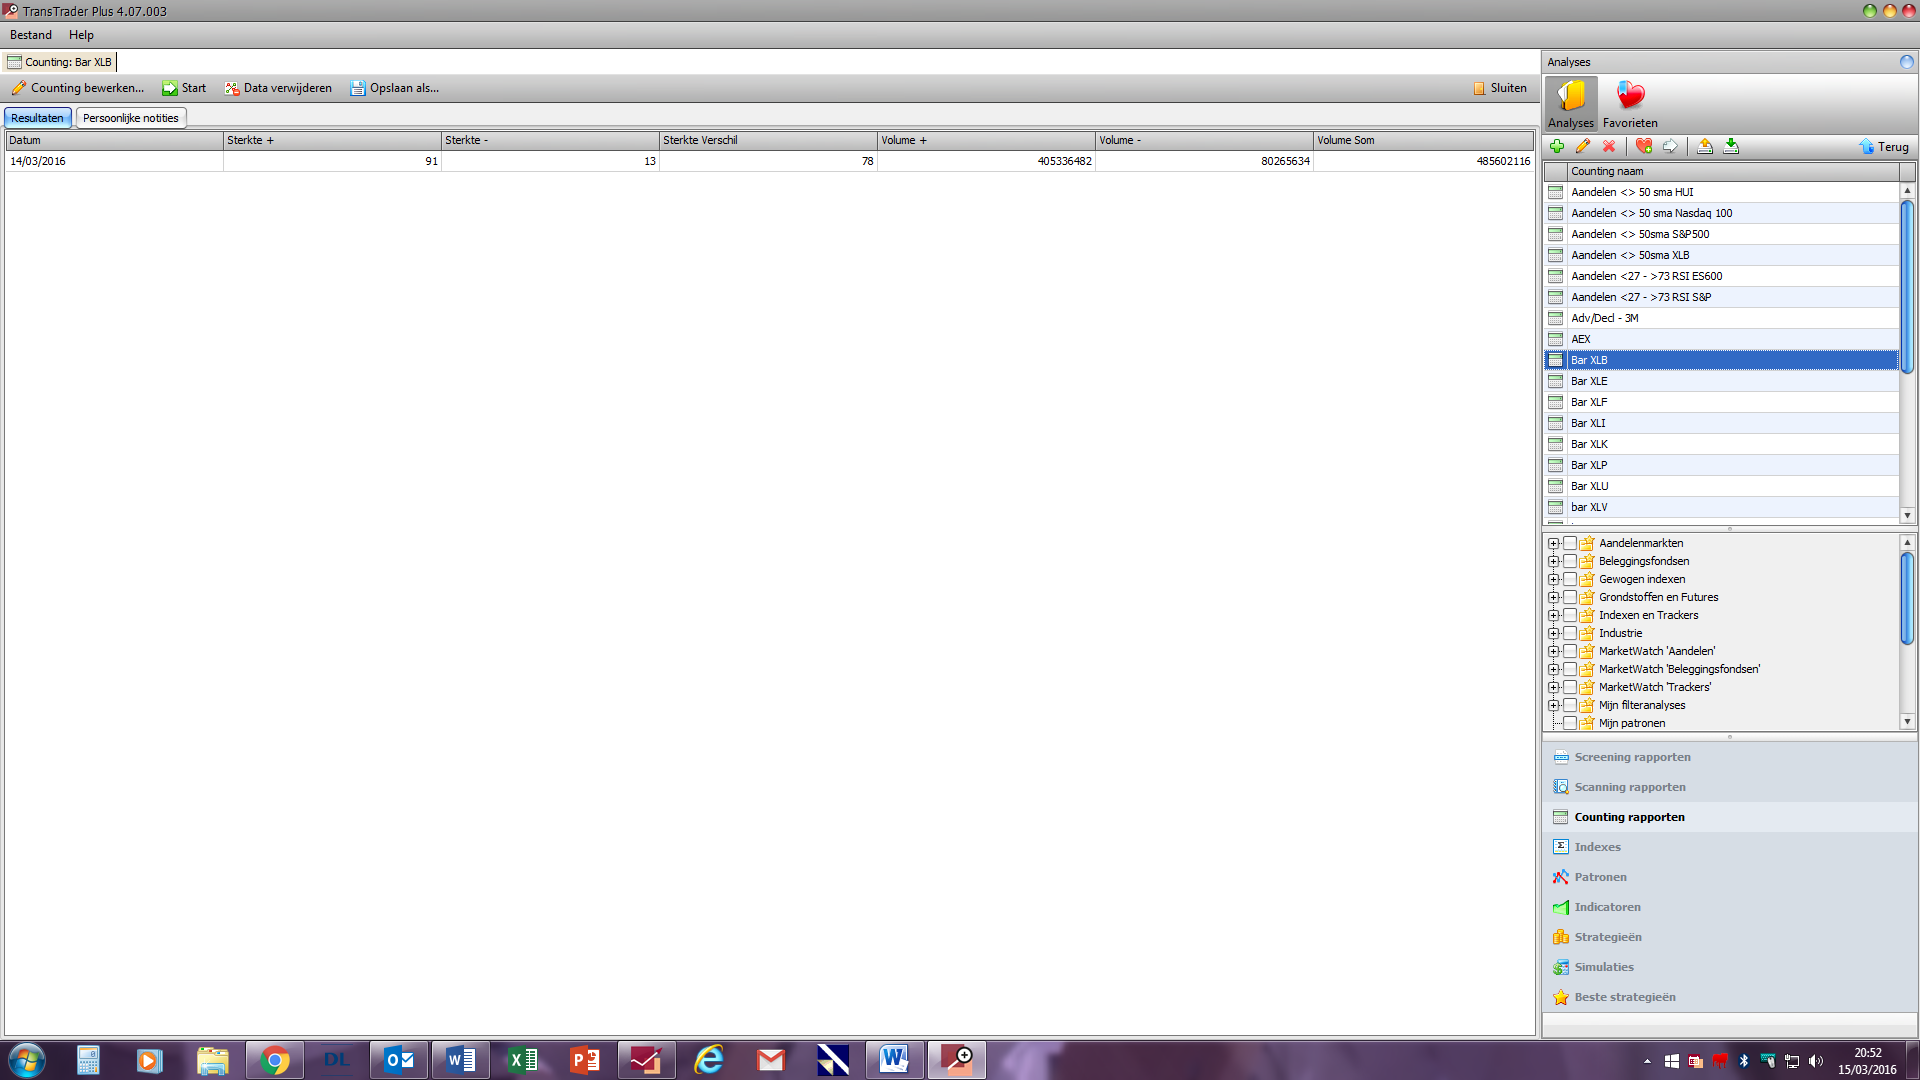 TransTrader Plus 4.07.003
Bestand Help
Counting: Bar XLB
Counting bewerken... Start Data verwijderen Opslaan als... Sluiten
Resultaten Persoonlijke notities
Datum Sterkte + Sterkte - Sterkte Verschil Volume + Volume - Volume Som
14/03/2016 91 13 78 405336482 80265634 485602116
Analyses
Analyses Favorieten
Terug
Counting naam
Aandelen <> 50 sma HUI
Aandelen <> 50 sma Nasdaq 100
Aandelen <> 50sma S&P500
Aandelen <> 50sma XLB
Aandelen <27 - >73 RSI ES600
Aandelen <27 - >73 RSI S&P
Adv/Decl - 3M
AEX
Bar XLB
Bar XLE
Bar XLF
Bar XLI
Bar XLK
Bar XLP
Bar XLU
bar XLV
Aandelenmarkten
Beleggingsfondsen
Gewogen indexen
Grondstoffen en Futures
Indexen en Trackers
Industrie
MarketWatch 'Aandelen'
MarketWatch 'Beleggingsfondsen'
MarketWatch 'Trackers'
Mijn filteranalyses
Mijn patronen
Screening rapporten
Scanning rapporten
Counting rapporten
Indexes
Patronen
Indicatoren
Strategieën
Simulaties
Beste strategieën
DL
20:52
15/03/2016